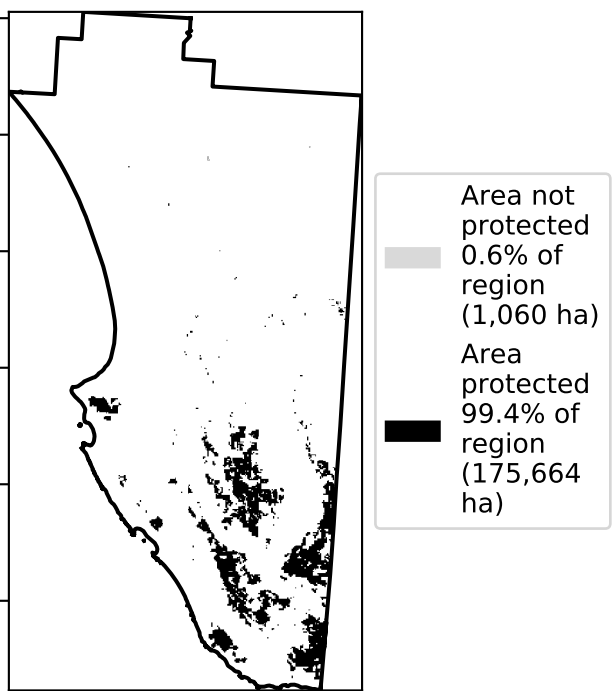 Area not
protected
0.6% of
region
(1,060 ha)
Area
protected
99.4% of
region
(175,664
ha)